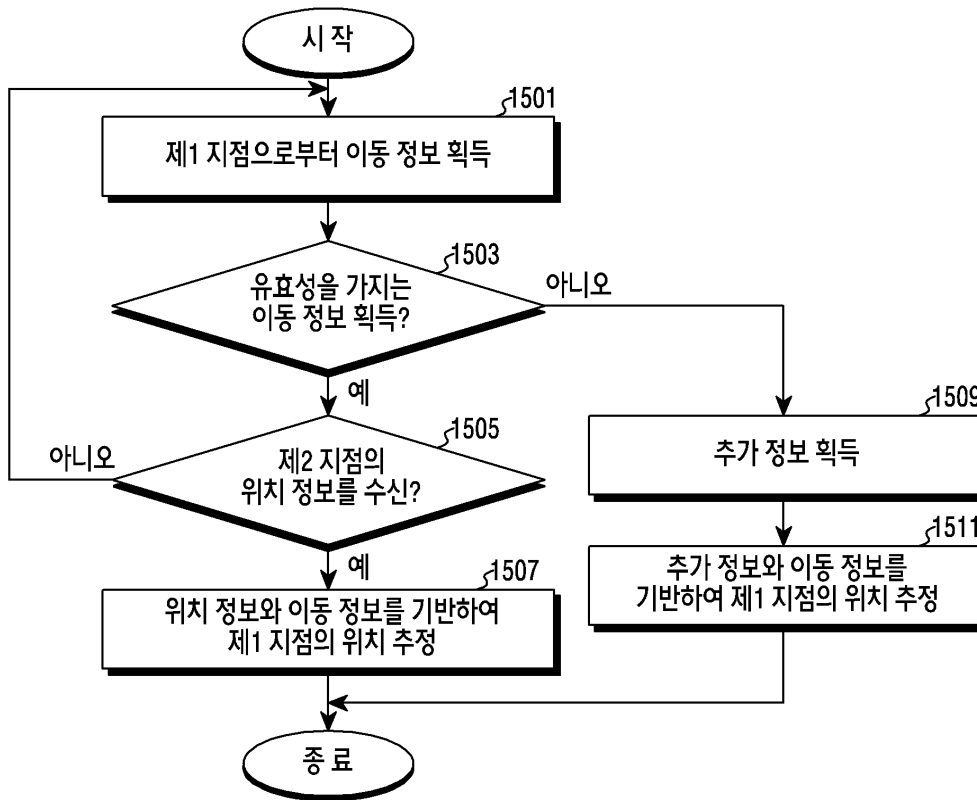 시 작
1501
제1 지점으로부터 이동 정보 획득
1503
유효성을 가지는
이동 정보 획득?
아니오
예
1505
제2 지점의
위치 정보를 수신?
아니오
예
1507
위치 정보와 이동 정보를 기반하여
제1 지점의 위치 추정
1509
추가 정보 획득
1511
추가 정보와 이동 정보를
기반하여 제1 지점의 위치 추정
종 료